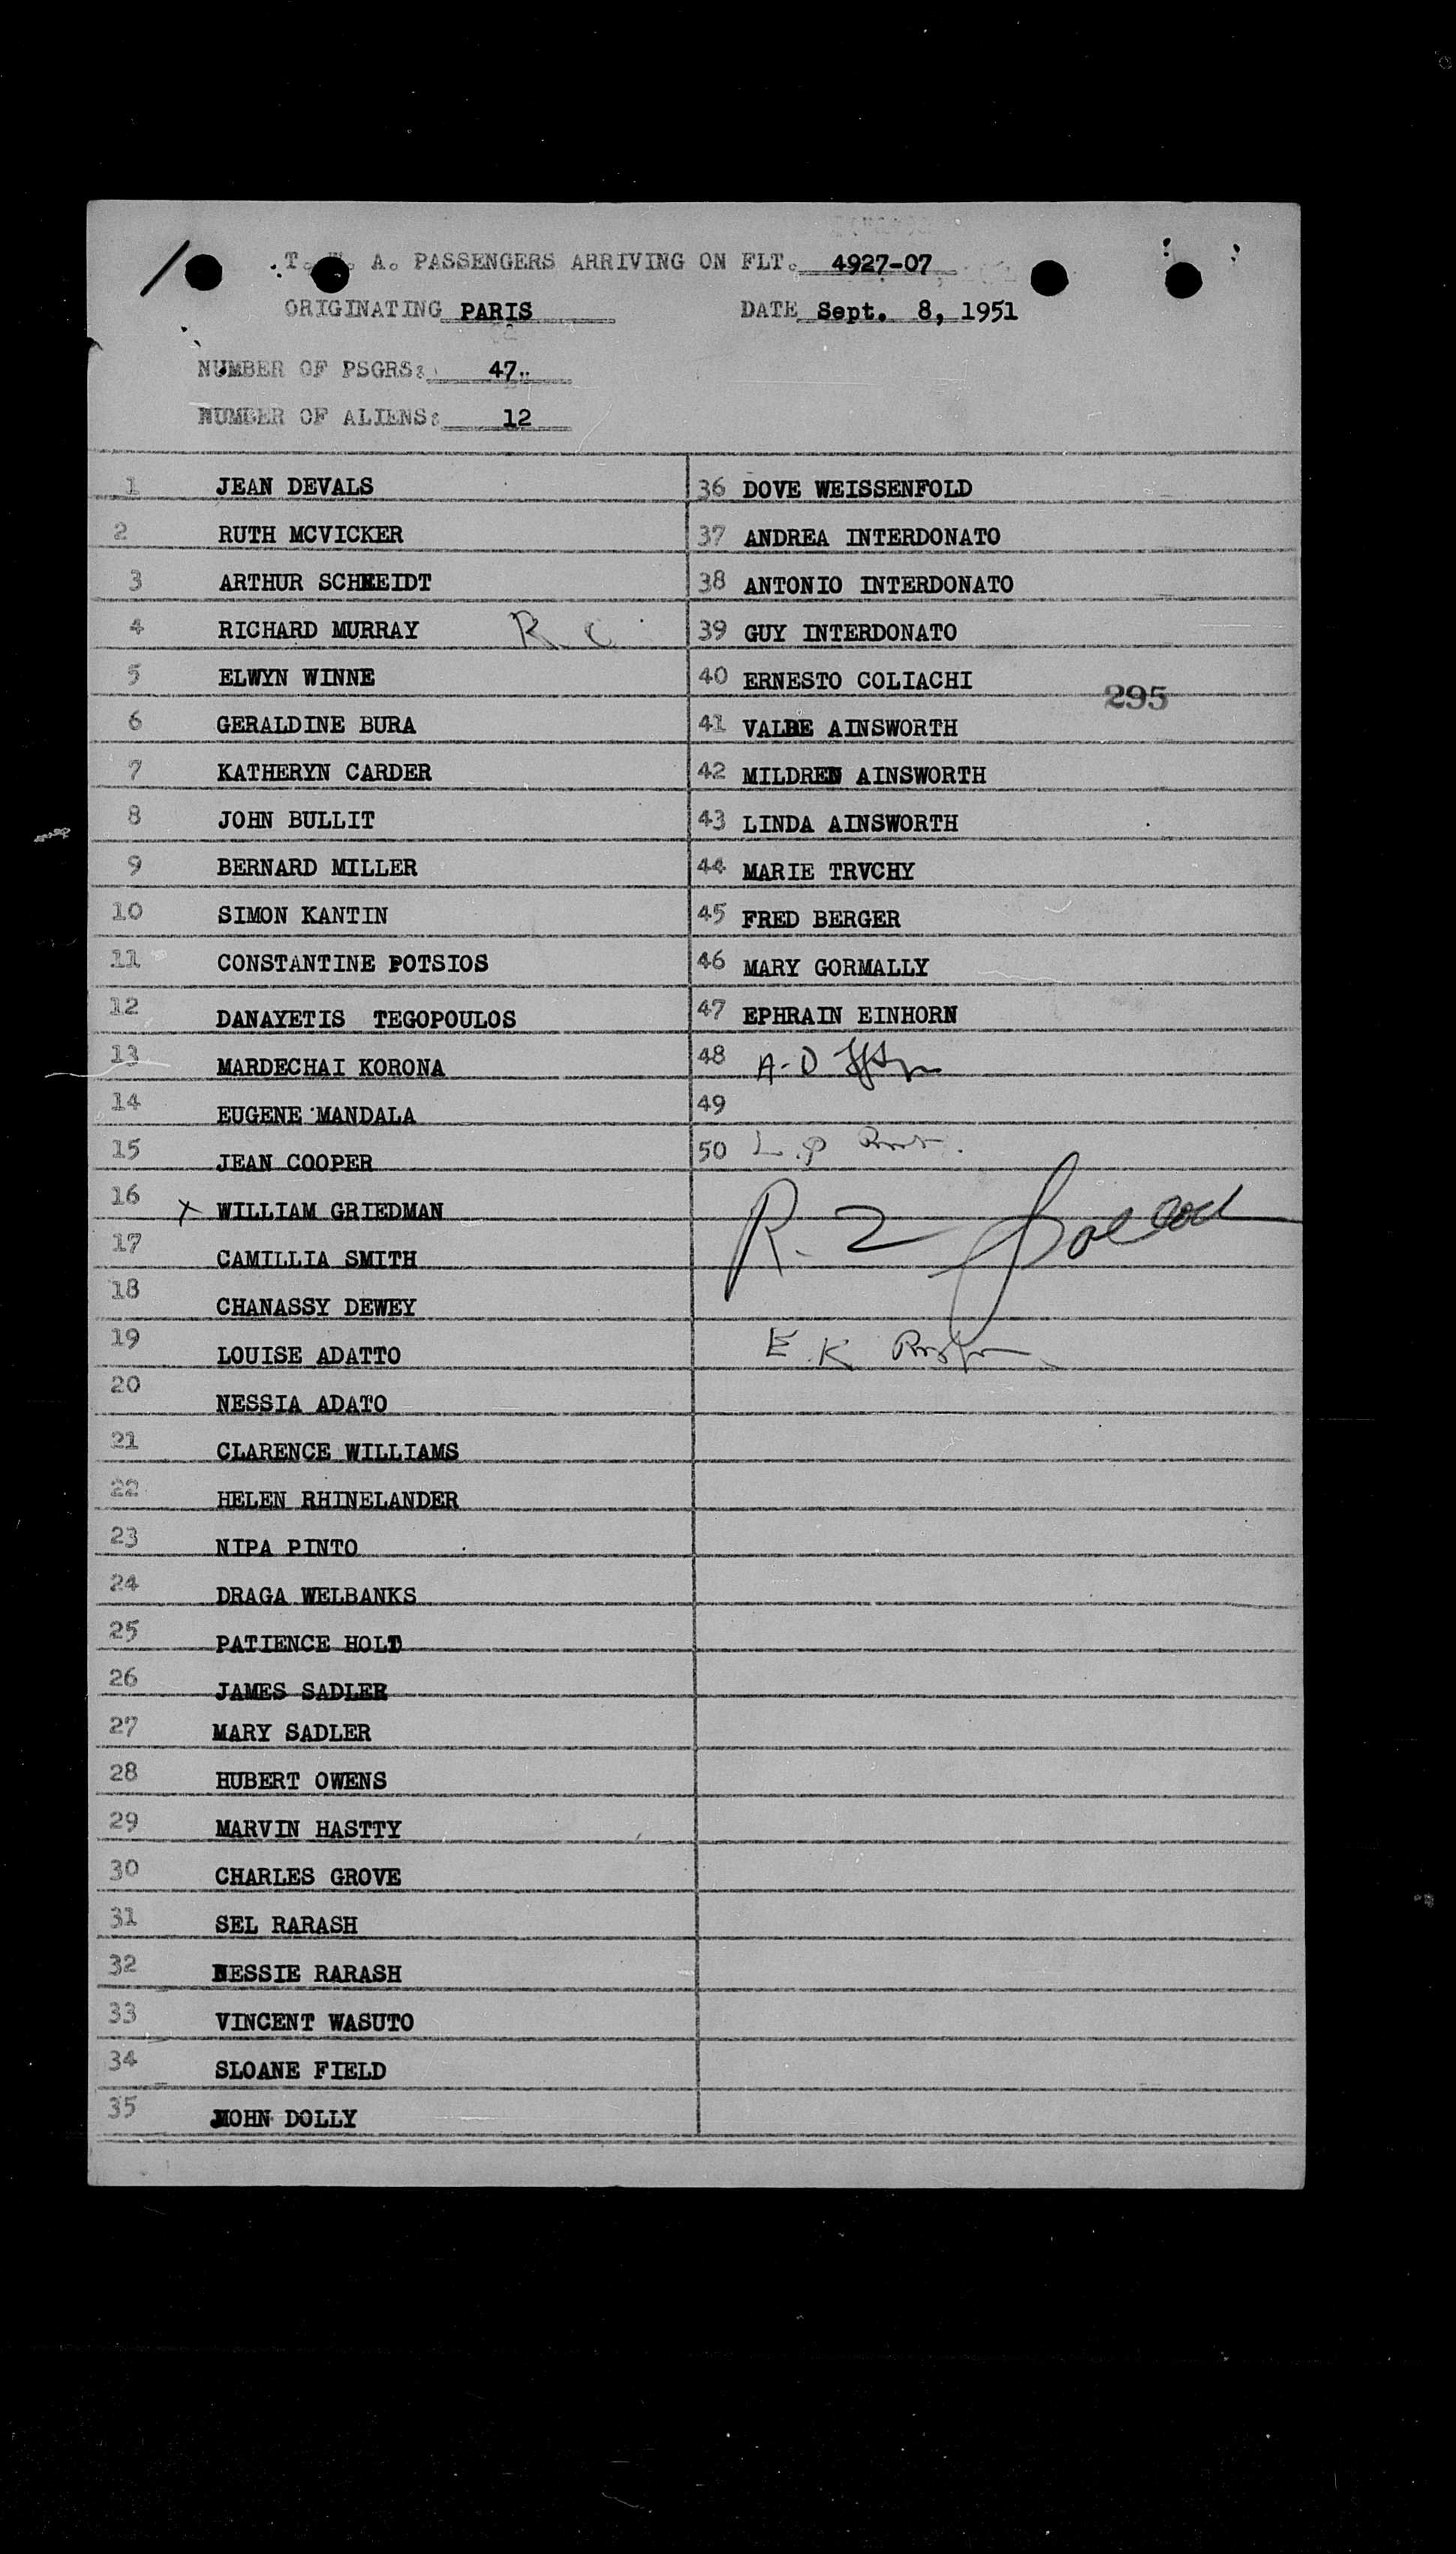 T. W. A. PASSENGERS ARRIVING ON FLT. 4927-07
ORIGINATING PARIS DATE Sept. 8, 1951
NUMBER OF PSGRS: 47
NUMBER OF ALIENS: 12
1 JEAN DEVALS
2 RUTH MCVICKER
3 ARTHUR SCHMEIDT
4 RICHARD MURRAY R C
5 ELWYN WINNE
6 GERALDINE BURA
7 KATHERYN CARDER
8 JOHN BULLIT
9 BERNARD MILLER
10 SIMON KANTIN
11 CONSTANTINE POTSIOS
12 DANAYETIS TEGOPOULOS
13 MARDECHAI KORONA
14 EUGENE MANDALA
15 JEAN COOPER
16 X WILLIAM GRIEDMAN
17 CAMILLIA SMITH
18 CHANASSY DEWEY
19 LOUISE ADATTO
20 NESSIA ADATO
21 CLARENCE WILLIAMS
22 HELEN RHINELANDER
23 NIPA PINTO
24 DRAGA WELBANKS
25 PATIENCE HOLT
26 JAMES SADLER
27 MARY SADLER
28 HUBERT OWENS
29 MARVIN HASTTY
30 CHARLES GROVE
31 SEL RARASH
32 NESSIE RARASH
33 VINCENT WASUTO
34 SLOANE FIELD
35 JOHN DOLLY
36 DOVE WEISSENFOLD
37 ANDREA INTERDONATO
38 ANTONIO INTERDONATO
39 GUY INTERDONATO
40 ERNESTO COLIACHI
295
41 VALBE AINSWORTH
42 MILDREN AINSWORTH
43 LINDA AINSWORTH
44 MARIE TRVCHY
45 FRED BERGER
46 MARY GORMALLY
47 EPHRAIN EINHORN
48 A-D
49
50 L P
R-2
E K